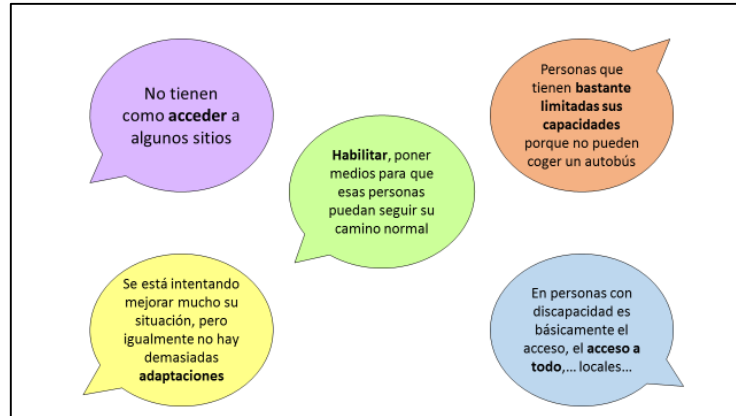 No tienen
como acceder a
algunos sitios
Personas que
tienen bastante
limitadas sus
capacidades
porque no pueden
coger un autobús
Habilitar, poner
medios para que
esas personas
puedan seguir su
camino normal
Se está intentando
mejorar mucho su
situación, pero
igualmente no hay
demasiadas
adaptaciones
En personas con
discapacidad es
básicamente el
acceso, el acceso a
todo,... locales...